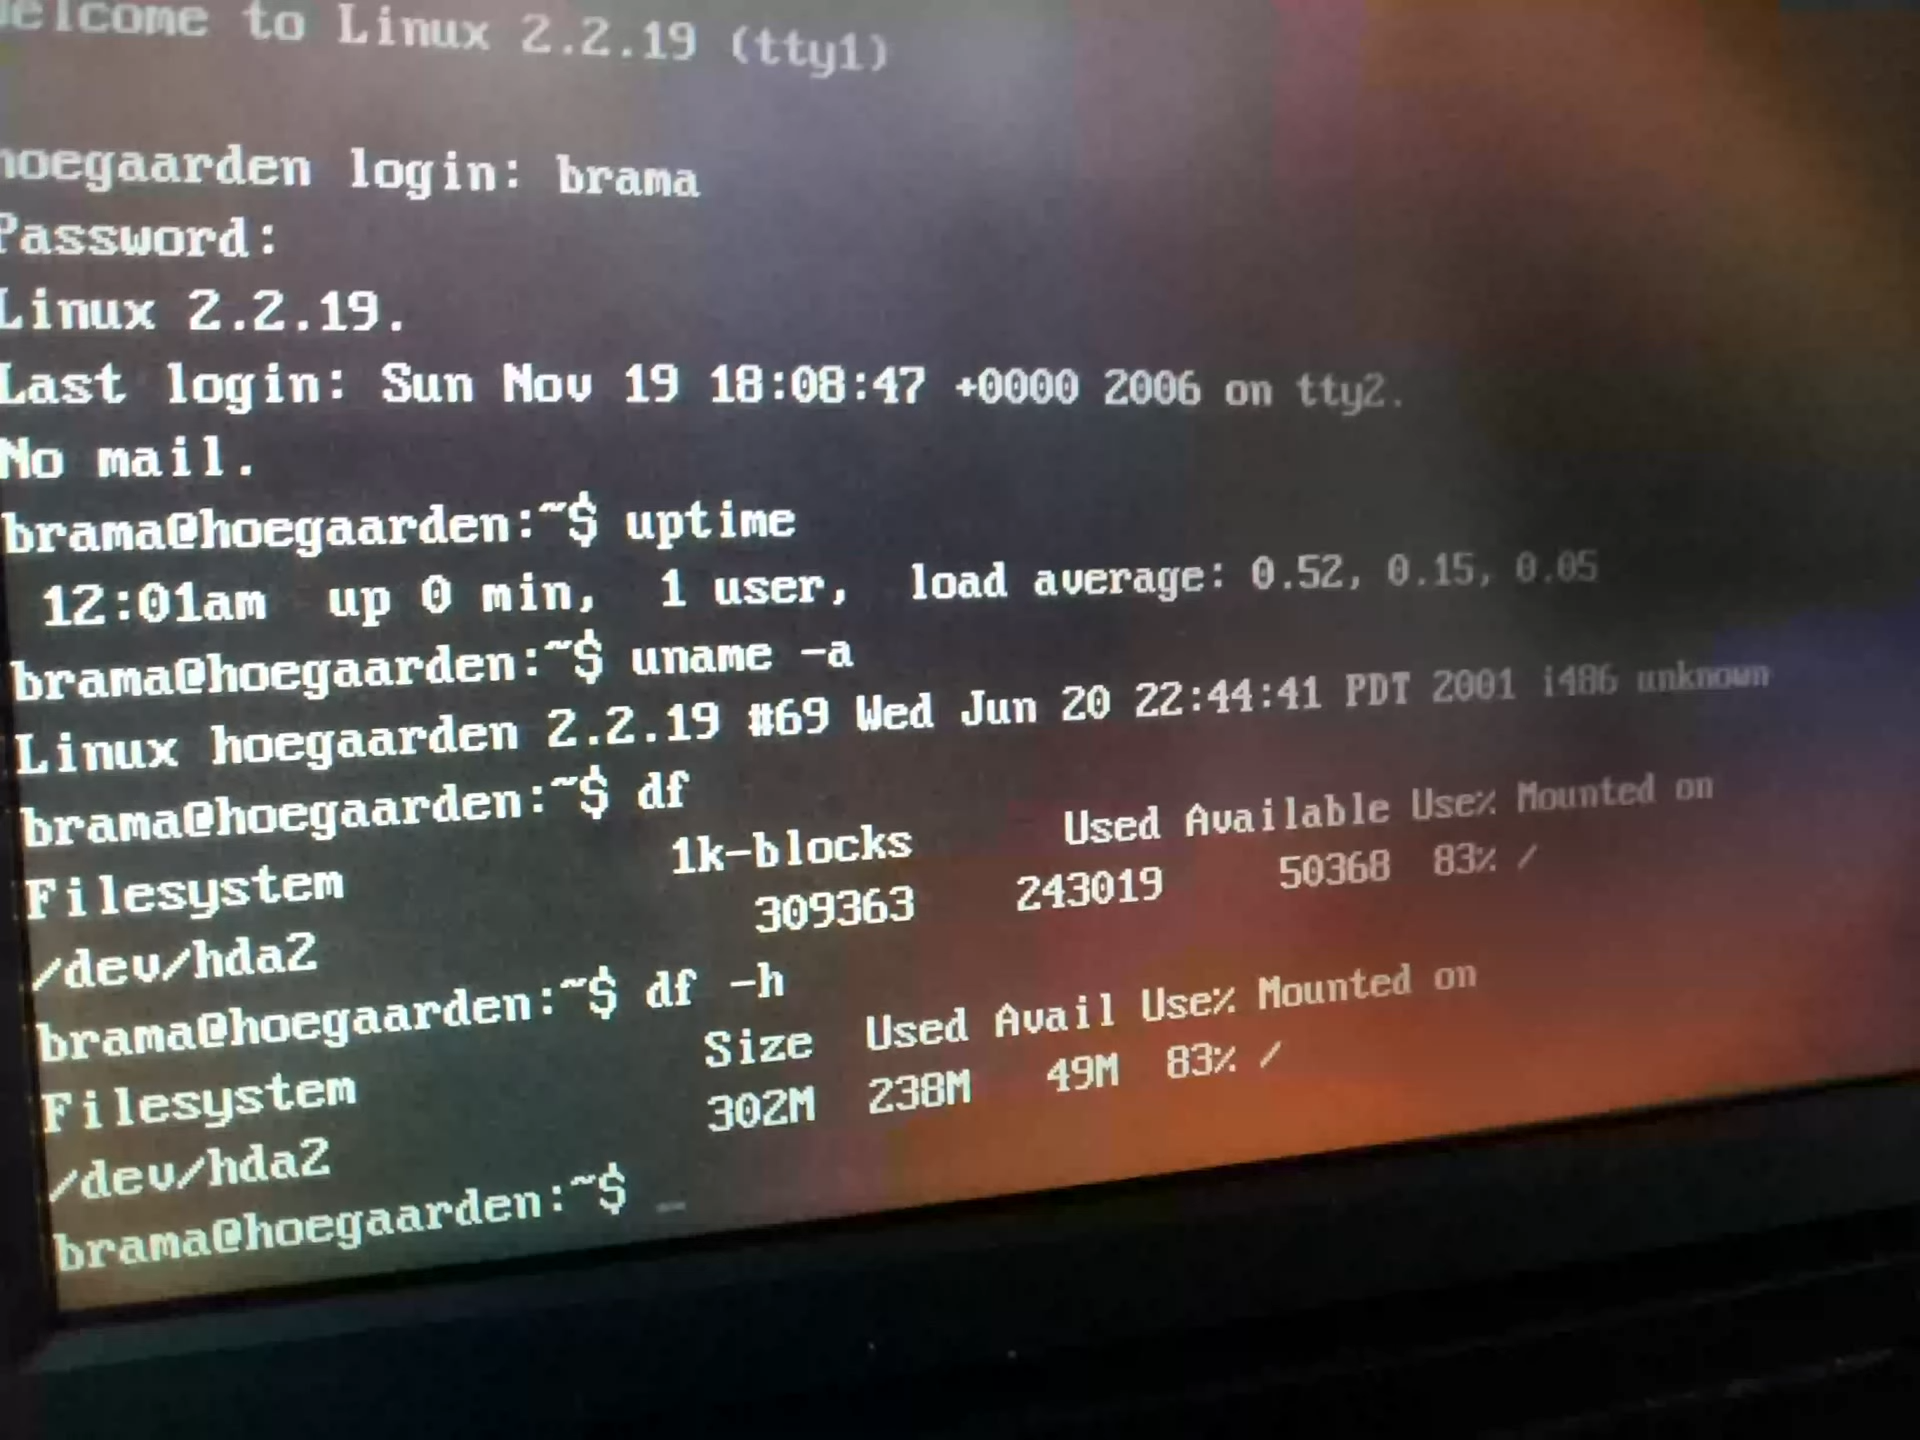 elcome to Linux 2.2.19 (tty1)
hoegaarden login: brama
Password:
Linux 2.2.19.
Last login: Sun Nov 19 18:08:47 +0000 2006 on tty2.
No mail.
brama@hoegaarden:~$ uptime
12:01am up 0 min, 1 user, load average: 0.52, 0.15, 0.05
brama@hoegaarden:~$ uname -a
Linux hoegaarden 2.2.19 #69 Wed Jun 20 22:44:41 PDT 2001 i486 unknown
brama@hoegaarden:~$ df
Filesystem 1k-blocks Used Available Use% Mounted on
/dev/hda2 309363 243019 50368 83% /
brama@hoegaarden:~$ df -h
Filesystem Size Used Avail Use% Mounted on
/dev/hda2 302M 238M 49M 83% /
brama@hoegaarden:~$ _